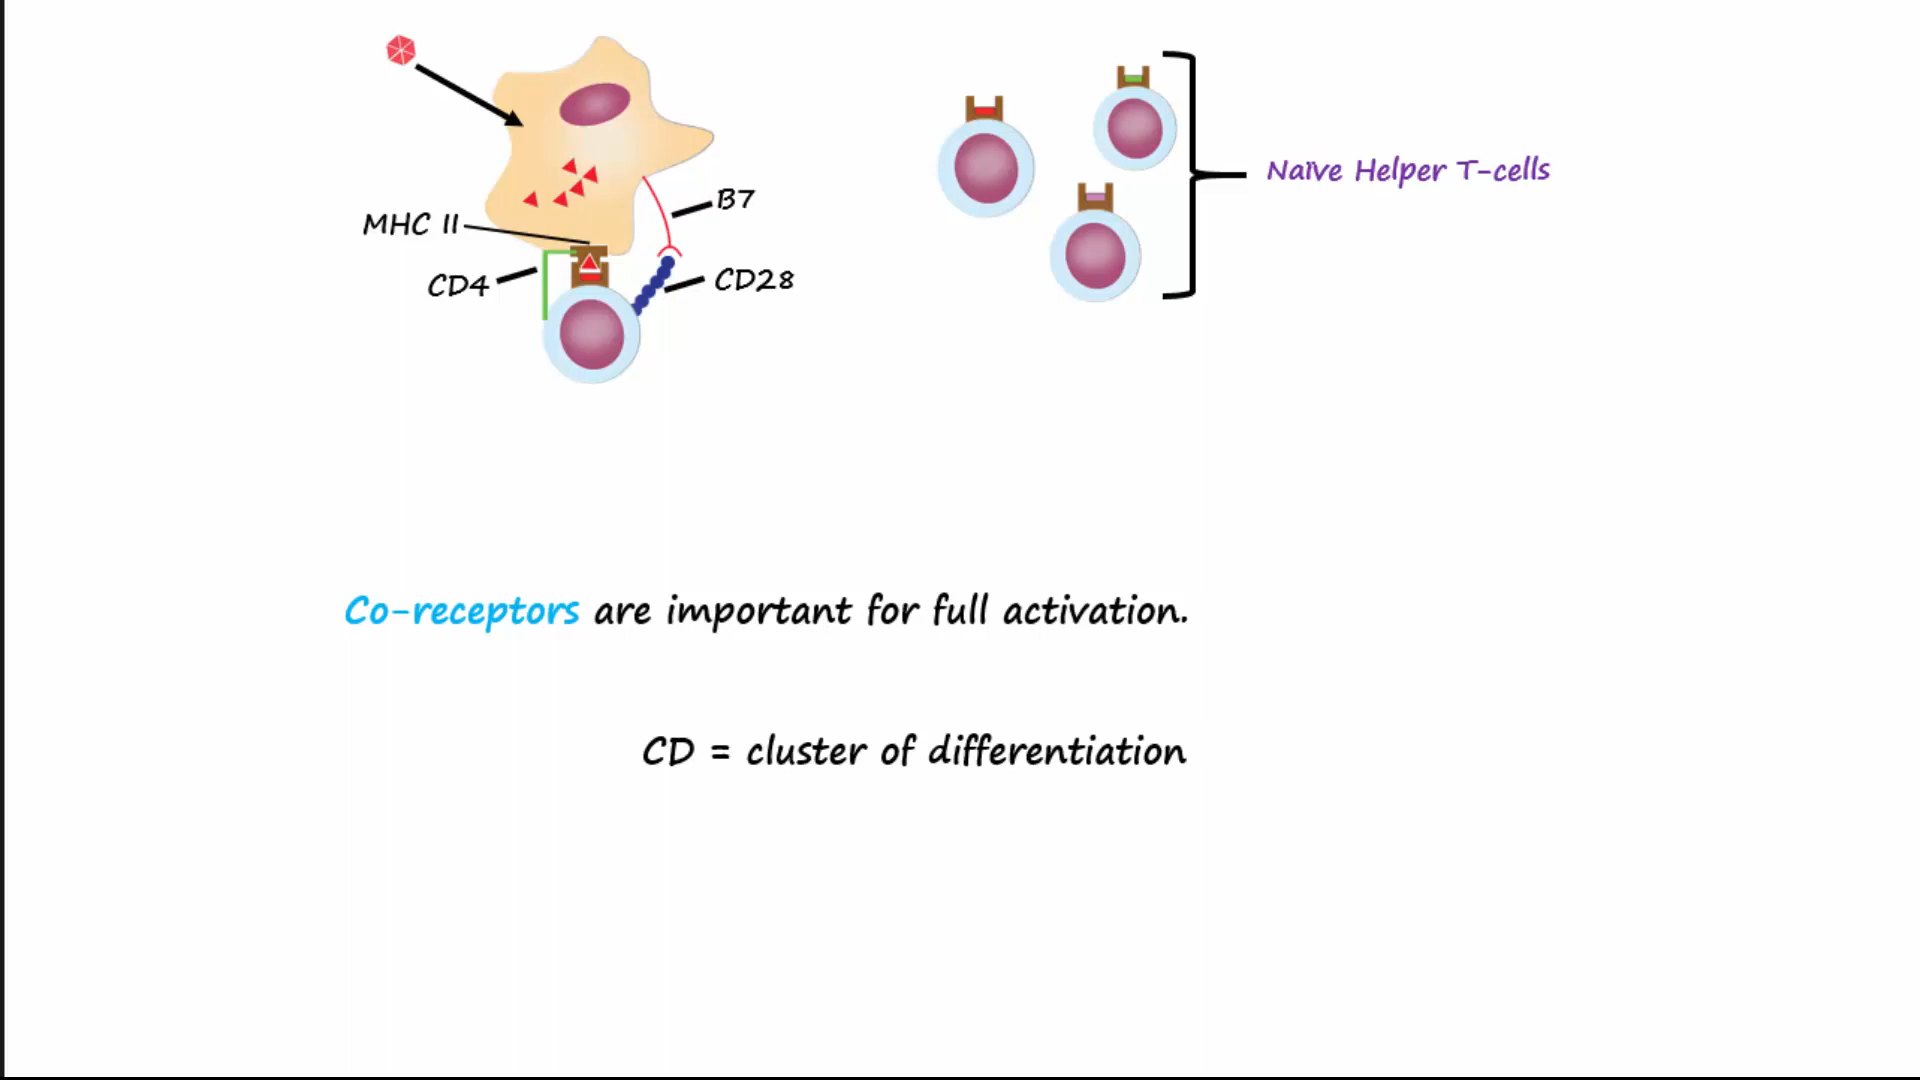 B7
Naïve Helper T-cells
MHC II
CD4
CD28
Co-receptors are important for full activation.
CD = cluster of differentiation